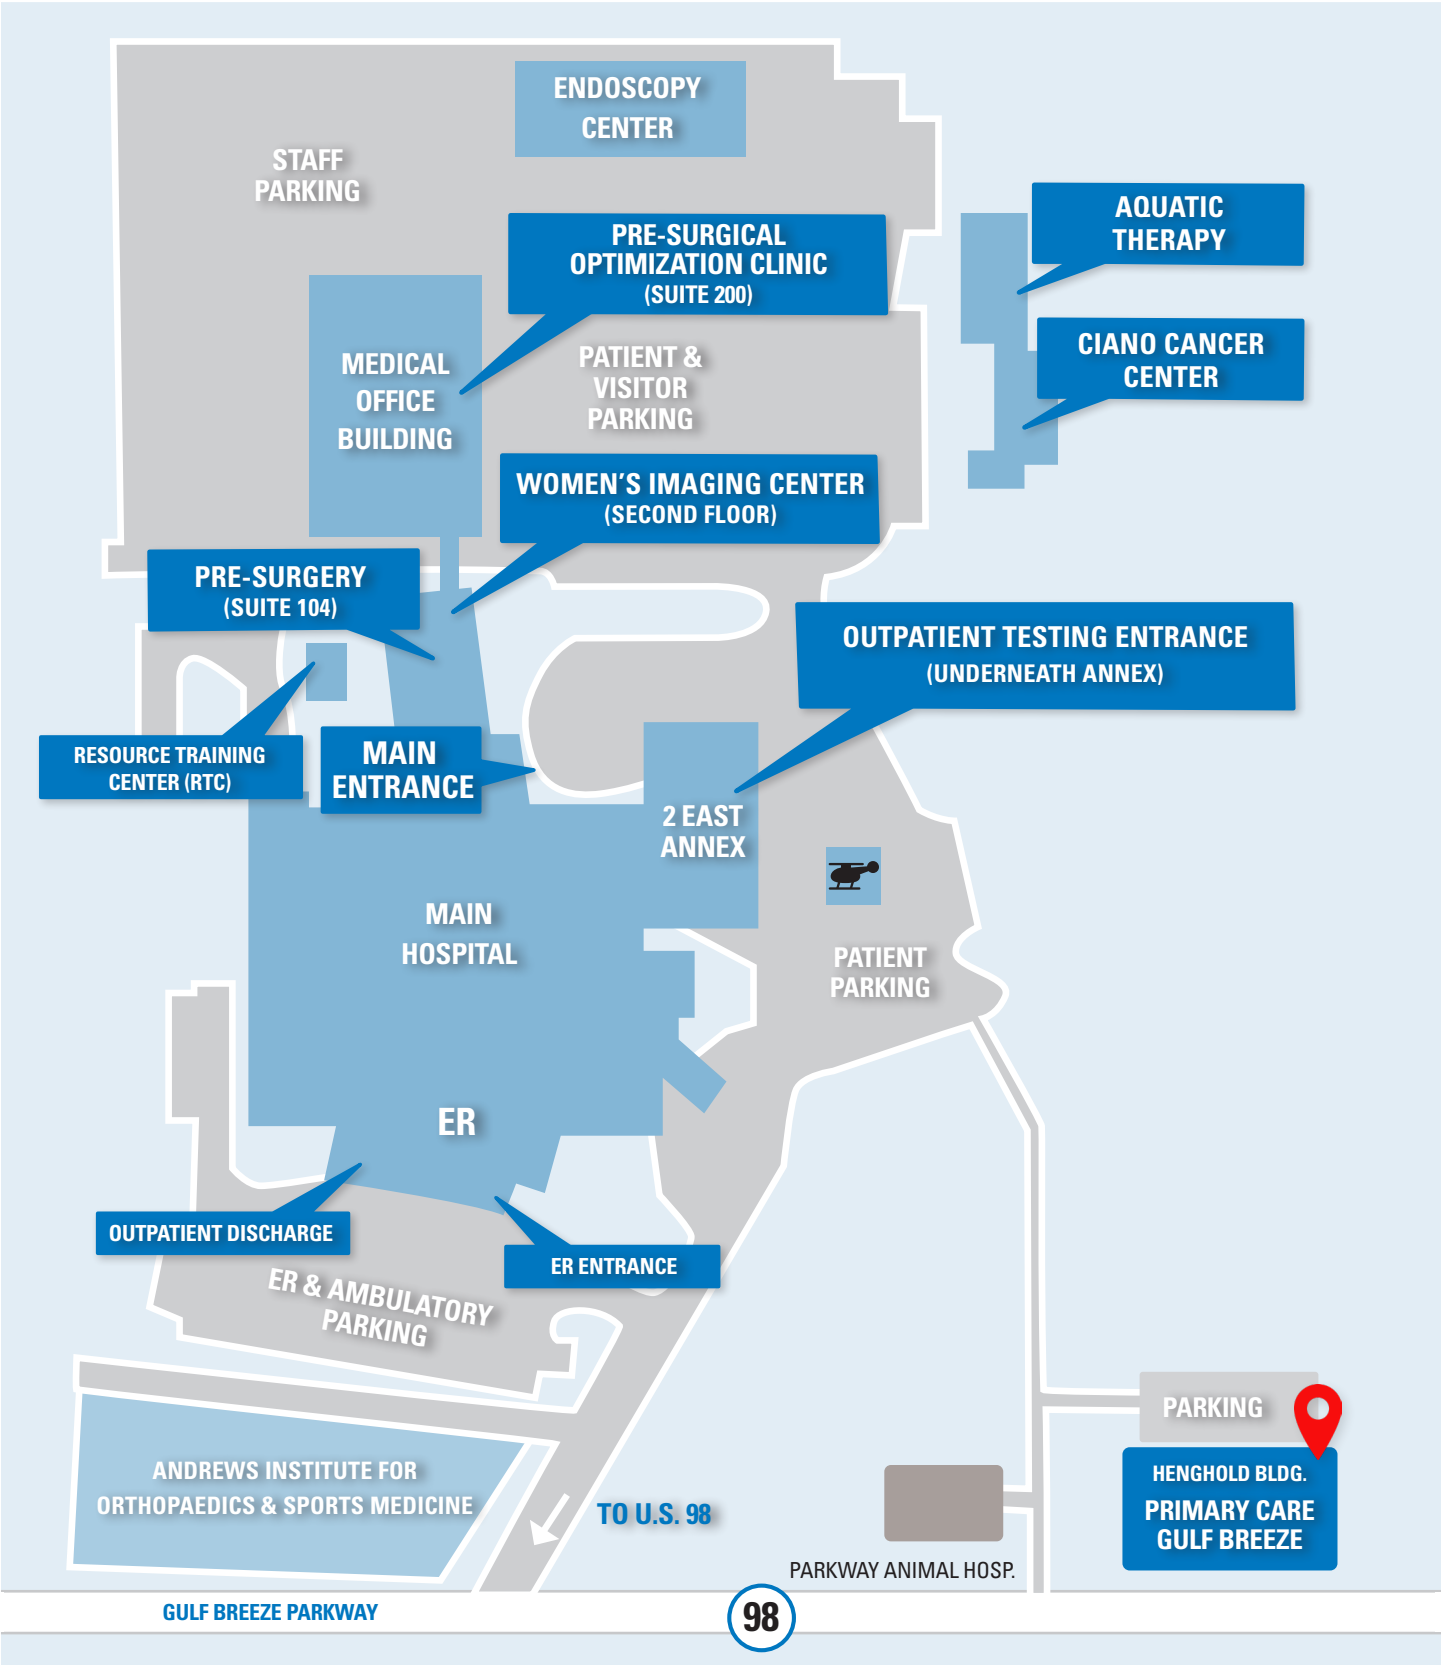 ENDOSCOPY
CENTER
STAFF
PARKING
AQUATIC
THERAPY
PRE-SURGICAL
OPTIMIZATION CLINIC
(SUITE 200)
CIANO CANCER
CENTER
MEDICAL
OFFICE
BUILDING
PATIENT &
VISITOR
PARKING
WOMEN'S IMAGING CENTER
(SECOND FLOOR)
PRE-SURGERY
(SUITE 104)
OUTPATIENT TESTING ENTRANCE
(UNDERNEATH ANNEX)
RESOURCE TRAINING
CENTER (RTC)
MAIN
ENTRANCE
2 EAST
ANNEX
MAIN
HOSPITAL
PATIENT
PARKING
ER
OUTPATIENT DISCHARGE
ER ENTRANCE
ER & AMBULATORY
PARKING
PARKING
ANDREWS INSTITUTE FOR
ORTHOPAEDICS & SPORTS MEDICINE
TO U.S. 98
HENGHOLD BLDG.
PRIMARY CARE
GULF BREEZE
PARKWAY ANIMAL HOSP.
GULF BREEZE PARKWAY
98